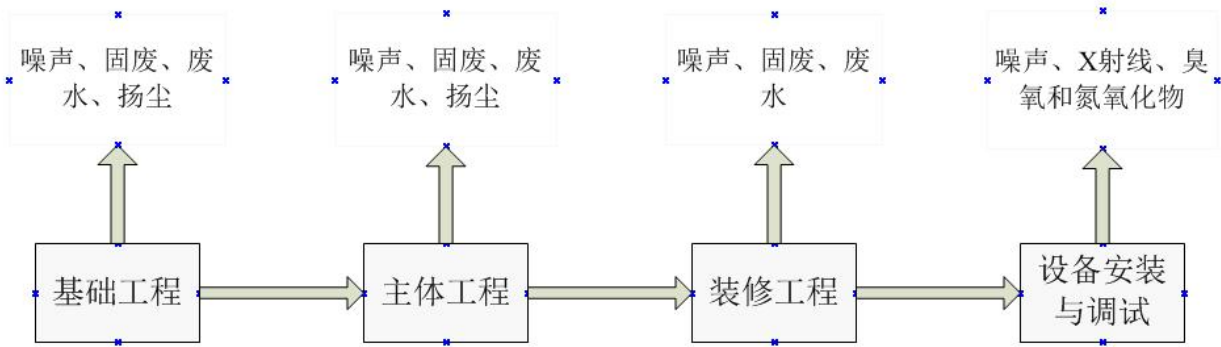 噪声、固废、废
水、扬尘
噪声、固废、废
水、扬尘
噪声、固废、废
水
噪声、X射线、臭
氧和氮氧化物
基础工程
主体工程
装修工程
设备安装
与调试